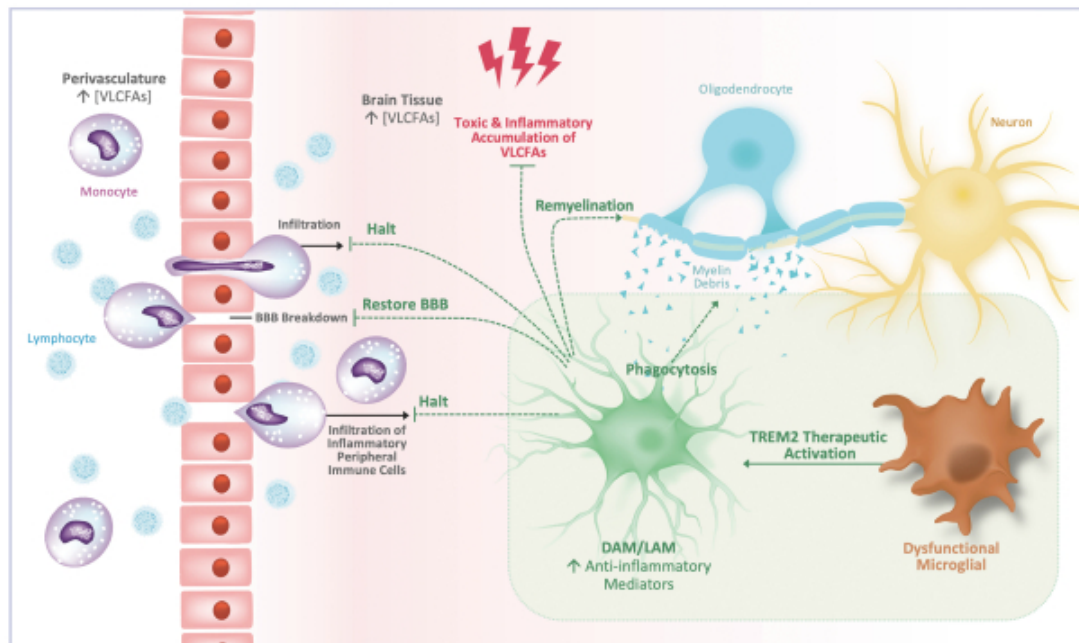 Perivasculature
↑ [VLCFAs]
Monocyte
Lymphocyte
Brain Tissue
↑ [VLCFAs]
Toxic & Inflammatory
Accumulation of
VLCFAs
Oligodendrocyte
Neuron
Infiltration
Halt
Remyelination
Myelin
Debris
BBB Breakdown
Restore BBB
Halt
Infiltration of
Inflammatory
Peripheral
Immune Cells
Phagocytosis
TREM2 Therapeutic
Activation
DAM/LAM
↑ Anti-inflammatory
Mediators
Dysfunctional
Microglial